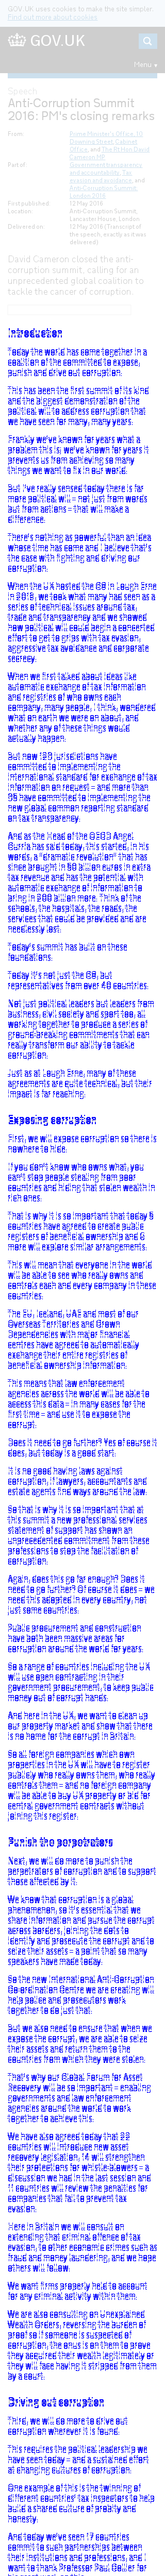 GOV.UK uses cookies to make the site simpler.
Find out more about cookies
GOV.UK
Menu
Speech
Anti-Corruption Summit
2016: PM's closing remarks
From:
Prime Minister's Office, 10
Downing Street, Cabinet
Office, and The Rt Hon David
Cameron MP
Part of:
Government transparency
and accountability, Tax
evasion and avoidance, and
Anti-Corruption Summit:
London 2016
First published:
12 May 2016
Location:
Anti-Corruption Summit,
Lancaster House, London
Delivered on:
12 May 2016 (Transcript of
the speech, exactly as it was
delivered)
David Cameron closed the anti-
corruption summit, calling for an
unprecedented global coalition to
tackle the cancer of corruption.
Introduction
Today the world has come together in a
coalition of the committed to expose,
punish and drive out corruption.
This has been the first summit of its kind
and the biggest demonstration of the
political will to address corruption that
we have seen for many, many years.
Frankly we've known for years what a
problem this is; we've known for years it
prevents us from achieving so many
things we want to fix in our world.
But I've really sensed today there is far
more political will – not just from words
but from actions – that will make a
difference.
There's nothing as powerful than an idea
whose time has come and I believe that's
the case with fighting and driving our
corruption.
When the UK hosted the G8 in Lough Erne
in 2013, we took what many had seen as a
series of technical issues around tax,
trade and transparency and we showed
how political will could begin a concerted
effort to get to grips with tax evasion,
aggressive tax avoidance and corporate
secrecy.
When we first talked about ideas like
automatic exchange of tax information
and registries of who owns each
company, many people, I think, wondered
what on earth we were on about, and
whether any of these things would
actually happen.
But now 129 jurisdictions have
committed to implementing the
international standard for exchange of tax
information on request – and more than
95 have committed to implementing the
new global common reporting standard
on tax transparency.
And as the Head of the OECD Angel
Gurría has said today, this started, in his
words, a "dramatic revolution" that has
since brought in 50 billion euros in extra
tax revenue and has the potential with
automatic exchange of information to
bring in 200 billion more. Think of the
schools, the hospitals, the roads, the
services that could be provided and are
needlessly lost.
Today's summit has built on these
foundations.
Today it's not just the G8, but
representatives from over 40 countries.
Not just political leaders but leaders from
business, civil society and sport too, all
working together to produce a series of
ground-breaking commitments that can
really transform our ability to tackle
corruption.
Just as at Lough Erne, many of these
agreements are quite technical, but their
impact is far reaching.
Exposing corruption
First, we will expose corruption so there is
nowhere to hide.
If you don't know who owns what, you
can't stop people stealing from poor
countries and hiding that stolen wealth in
rich ones.
That is why it is so important that today 5
countries have agreed to create public
registers of beneficial ownership and 6
more will explore similar arrangements.
This will mean that everyone in the world
will be able to see who really owns and
controls each and every company in these
countries.
The EU, Iceland, UAE and most of our
Overseas Territories and Crown
Dependencies with major financial
centres have agreed to automatically
exchange their entire registries of
beneficial ownership information.
This means that law enforcement
agencies across the world will be able to
access this data – in many cases for the
first time – and use it to expose the
corrupt.
Does it need to go further? Yes of course it
does, but today is a good start.
It is no good having laws against
corruption, if lawyers, accountants and
estate agents find ways around the law.
So that is why it is so important that at
this summit a new professional services
statement of support has shown an
unprecedented commitment from these
professions to stop the facilitation of
corruption.
Again, does this go far enough? Does it
need to go further? Of course it does – we
need this adopted in every country, not
just some countries.
Public procurement and construction
have both been massive areas for
corruption around the world for years.
So a range of countries including the UK
will use open contracting in their
government procurement, to keep public
money out of corrupt hands.
And here in the UK, we want to clean up
our property market and show that there
is no home for the corrupt in Britain.
So all foreign companies which own
properties in the UK will have to register
publicly who really owns them, who really
controls them – and no foreign company
will be able to buy UK property or bid for
central government contracts without
joining this register.
Punish the perpetrators
Next, we will do more to punish the
perpetrators of corruption and to support
those affected by it.
We know that corruption is a global
phenomenon, so it's essential that we
share information and pursue the corrupt
across borders, joining the dots to
identify and prosecute the corrupt and to
seize their assets – a point that so many
speakers have made today.
So the new International Anti-Corruption
Co-ordination Centre we are creating will
help police and prosecutors work
together to do just that.
But we also need to ensure that when we
expose the corrupt, we are able to seize
their assets and return them to the
countries from which they were stolen.
That's why our Global Forum for Asset
Recovery will be so important – enabling
governments and law enforcement
agencies around the world to work
together to achieve this.
We have also agreed today that 22
countries will introduce new asset
recovery legislation, 14 will strengthen
their protections for whistle-blowers – a
discussion we had in the last session and
11 countries will review the penalties for
companies that fail to prevent tax
evasion.
Here in Britain we will consult on
extending that criminal offense of tax
evasion, to other economic crimes such as
fraud and money laundering, and we hope
others will follow.
We want firms properly held to account
for any criminal activity within them.
We are also consulting on Unexplained
Wealth Orders, reversing the burden of
proof so if someone is suspected of
corruption, the onus is on them to prove
they acquired their wealth legitimately or
they will face having it stripped from them
by a court.
Driving out corruption
Third, we will do more to drive out
corruption wherever it is found.
This requires the political leadership we
have seen today – and a sustained effort
at changing cultures of corruption.
One example of this is the twinning of
different countries' tax inspectors to help
build a shared culture of probity and
honesty.
And today we've seen 17 countries
commit to such partnerships between
their institutions and professions, and I
want to thank Professor Paul Collier for